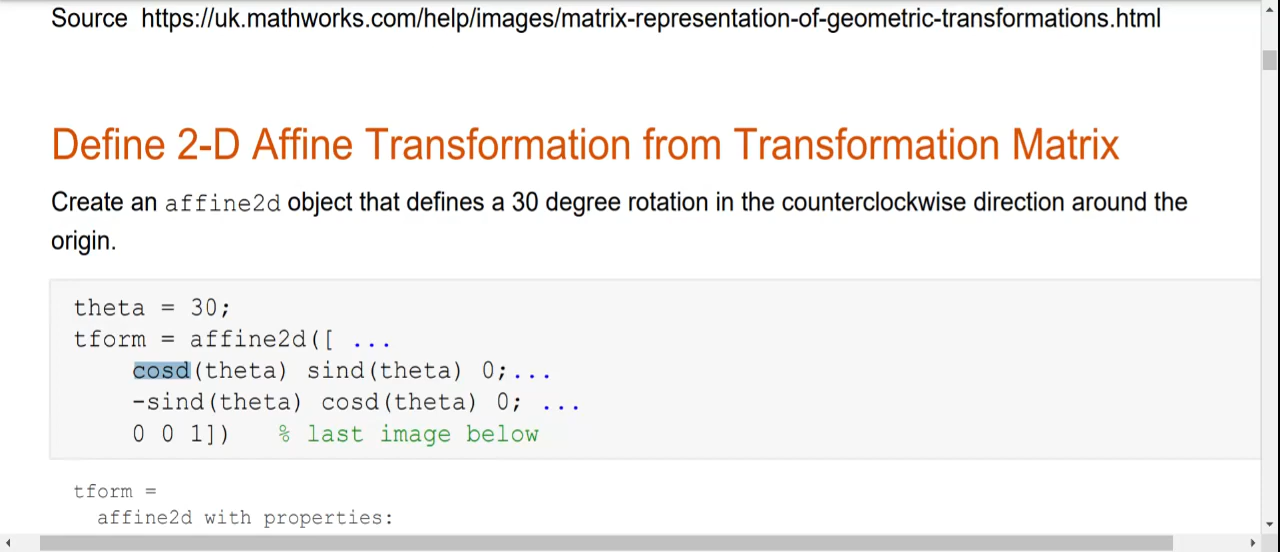 Source  https://uk.mathworks.com/help/images/matrix-representation-of-geometric-transformations.html
Define 2-D Affine Transformation from Transformation Matrix
Create an affine2d object that defines a 30 degree rotation in the counterclockwise direction around the
origin.
theta = 30;
tform = affine2d([ ...
    cosd(theta) sind(theta) 0;...
    -sind(theta) cosd(theta) 0; ...
    0 0 1])   % last image below
tform =
  affine2d with properties: